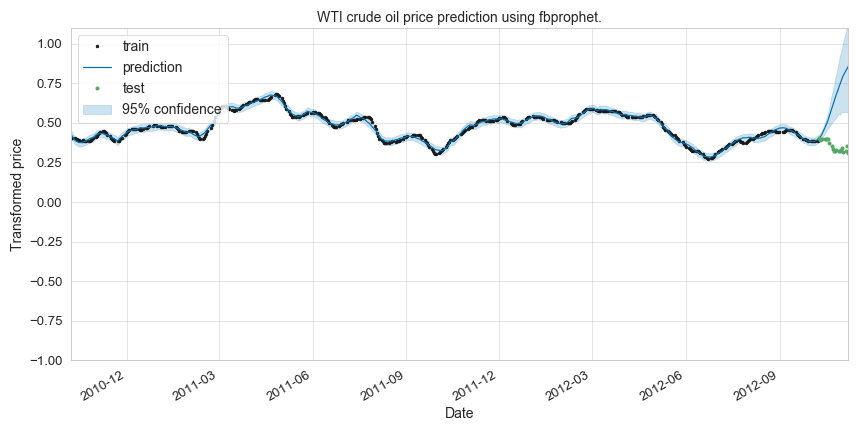 WTI crude oil price prediction using fbprophet.
train
prediction
test
95% confidence
Transformed price
1.00
0.75
0.50
0.25
0.00
−0.25
−0.50
−0.75
−1.00
2010-12
2011-03
2011-06
2011-09
2011-12
2012-03
2012-06
2012-09
Date